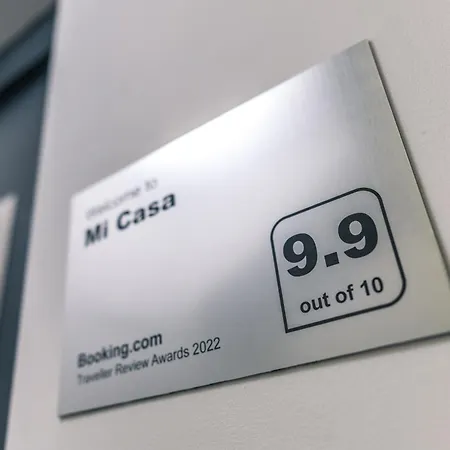 Welcome to
Mi Casa
9.9
out of 10
Booking.com
Traveller Review Awards 2022